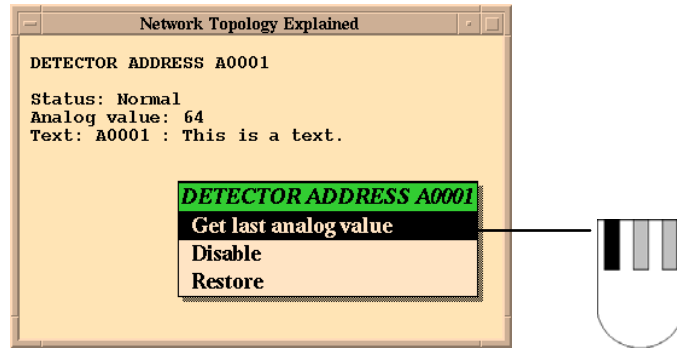 Network Topology Explained
DETECTOR ADDRESS A0001
Status: Normal
Analog value: 64
Text: A0001 : This is a text.
DETECTOR ADDRESS A0001
Get last analog value
Disable
Restore